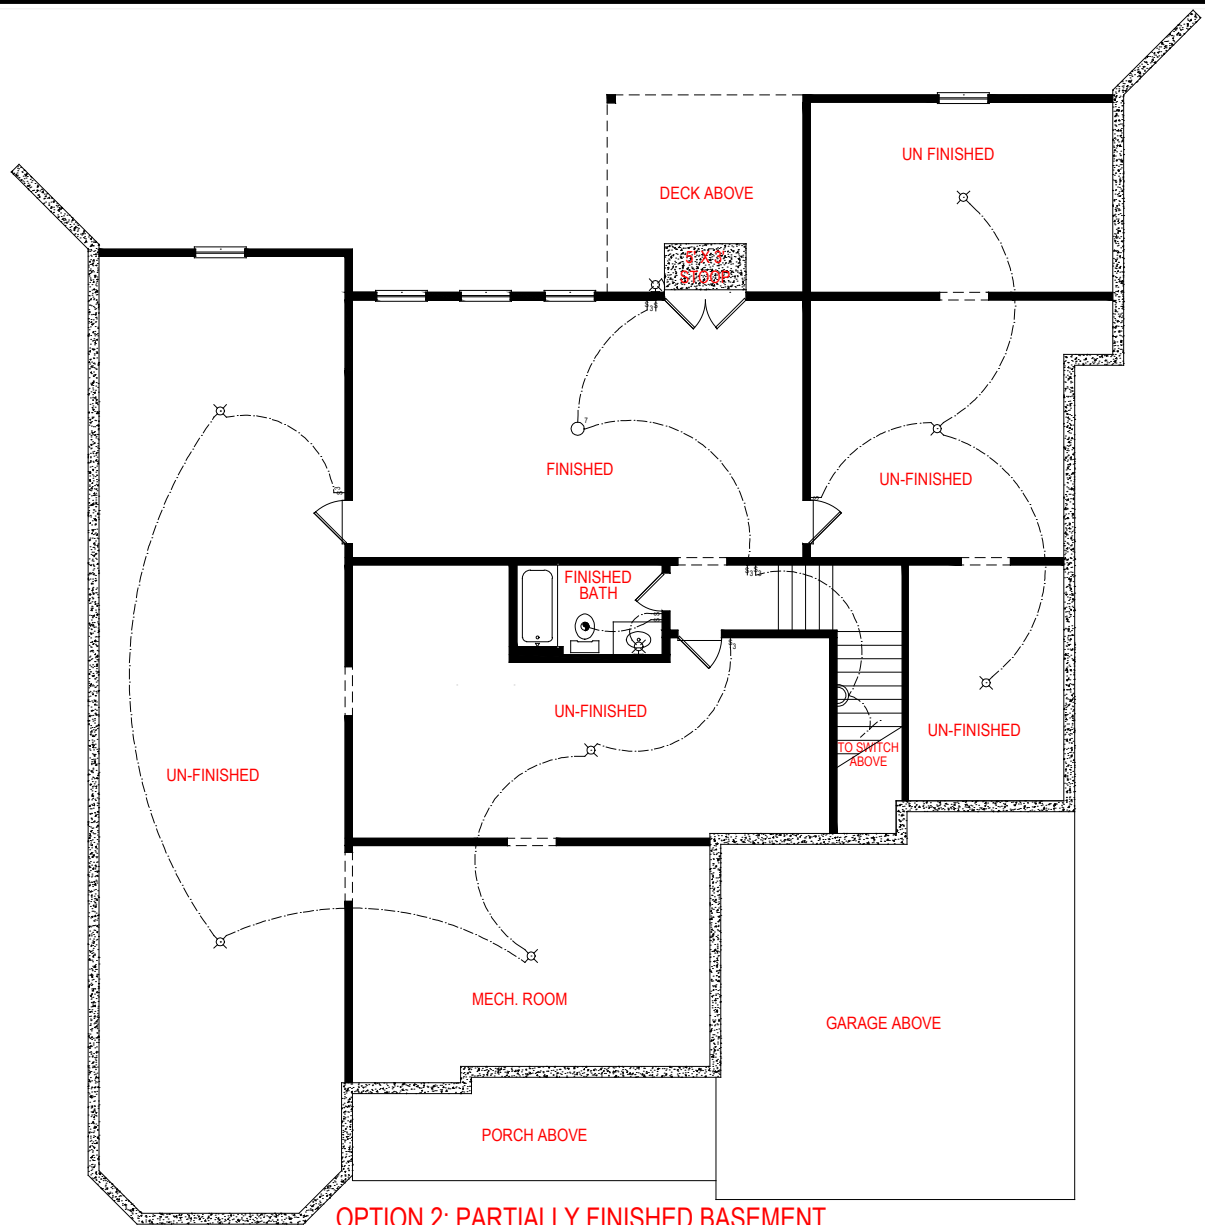 UN FINISHED
DECK ABOVE
5' X 3'
STOOP
FINISHED
UN-FINISHED
FINISHED
BATH
UN-FINISHED
UN-FINISHED
TO SWITCH
ABOVE
UN-FINISHED
MECH. ROOM
GARAGE ABOVE
PORCH ABOVE
OPTION 2: PARTIALLY FINISHED BASEMENT